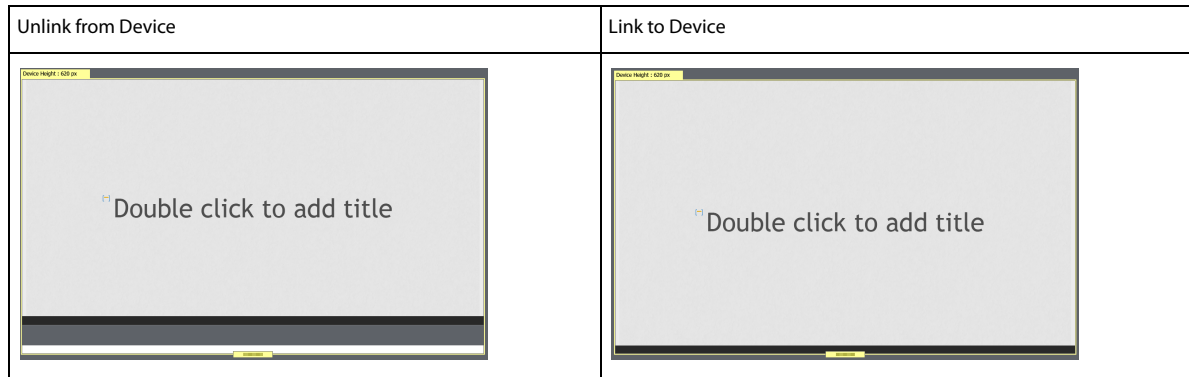 Unlink from Device
Link to Device
Device Height : 620 px
Double click to add title
Device Height : 620 px
Double click to add title